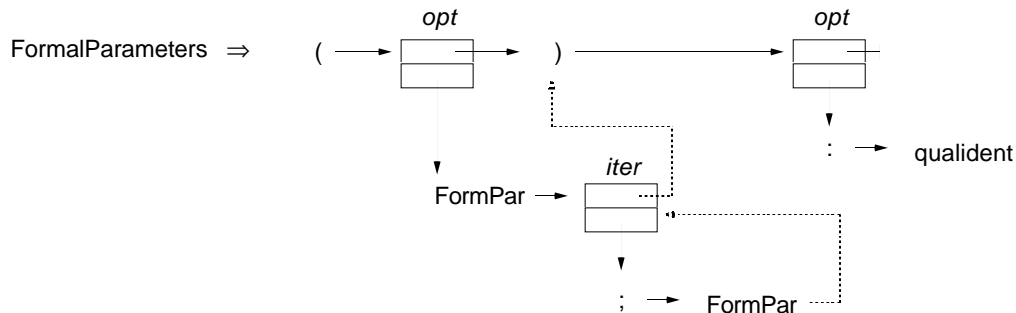 opt opt
FormalParameters ⇒ ( )
: qualident
iter
FormPar
; FormPar